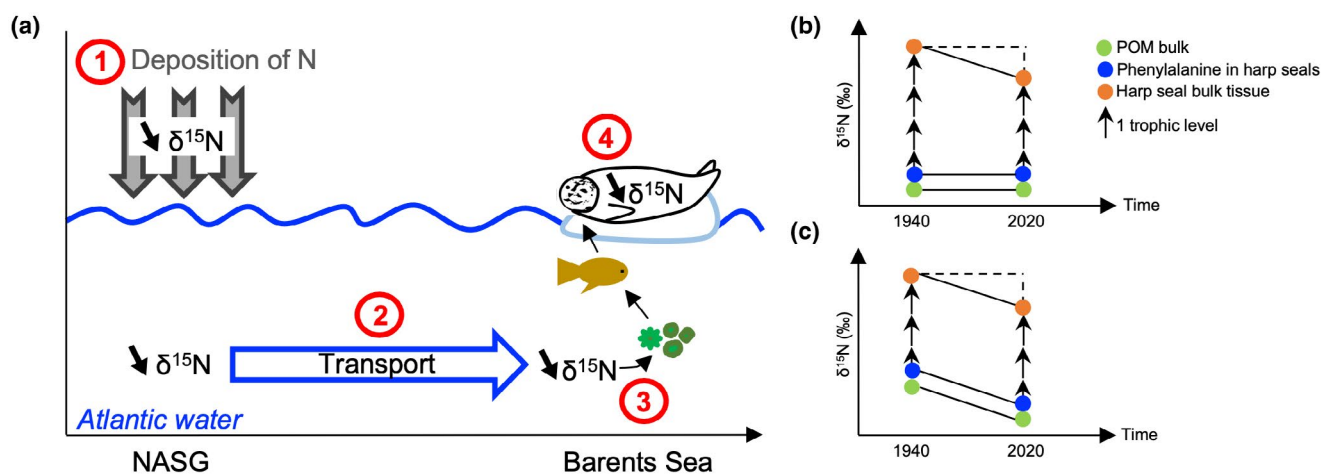 (a)
1 Deposition of N
δ¹⁵N
4
δ¹⁵N
2
δ¹⁵N
Transport
δ¹⁵N
3
Atlantic water
NASG
Barents Sea
(b)
δ¹⁵N (‰)
1940
2020
Time
POM bulk
Phenylalanine in harp seals
Harp seal bulk tissue
1 trophic level
(c)
δ¹⁵N (‰)
1940
2020
Time